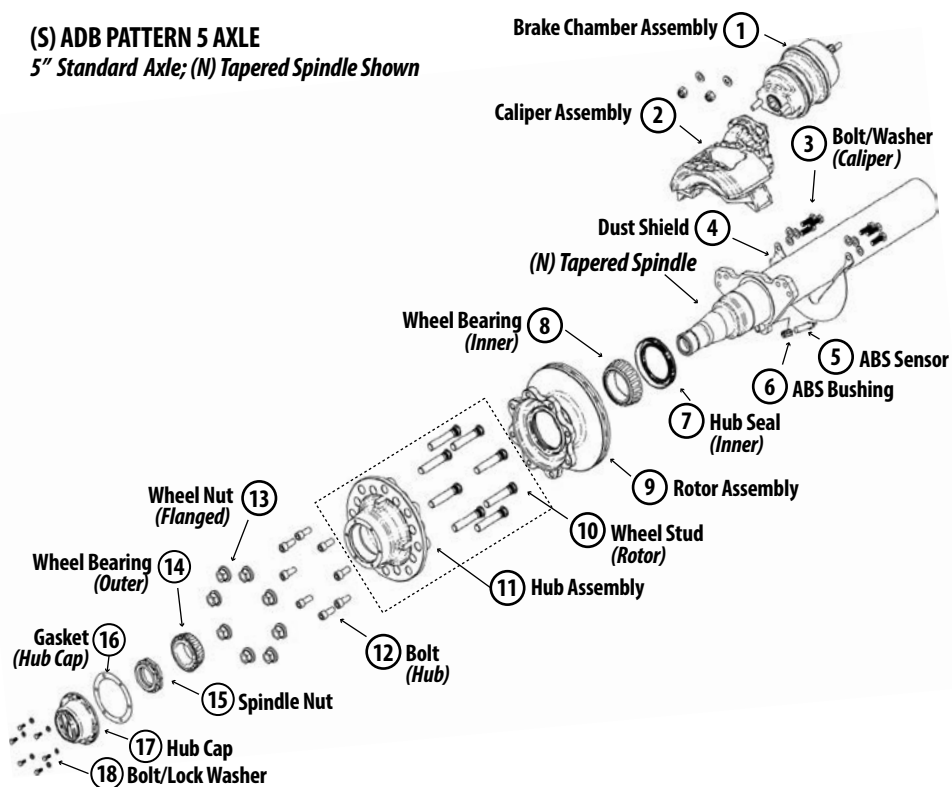 (S) ADB PATTERN 5 AXLE
5" Standard Axle; (N) Tapered Spindle Shown
Brake Chamber Assembly 1
Caliper Assembly 2
3 Bolt/Washer
(Caliper )
Dust Shield 4
(N) Tapered Spindle
Wheel Bearing 8
(Inner)
5 ABS Sensor
6 ABS Bushing
7 Hub Seal
(Inner)
9 Rotor Assembly
10 Wheel Stud
(Rotor)
11 Hub Assembly
Wheel Nut 13
(Flanged)
Wheel Bearing 14
(Outer)
12 Bolt
(Hub)
Gasket 16
(Hub Cap)
15 Spindle Nut
17 Hub Cap
18 Bolt/Lock Washer